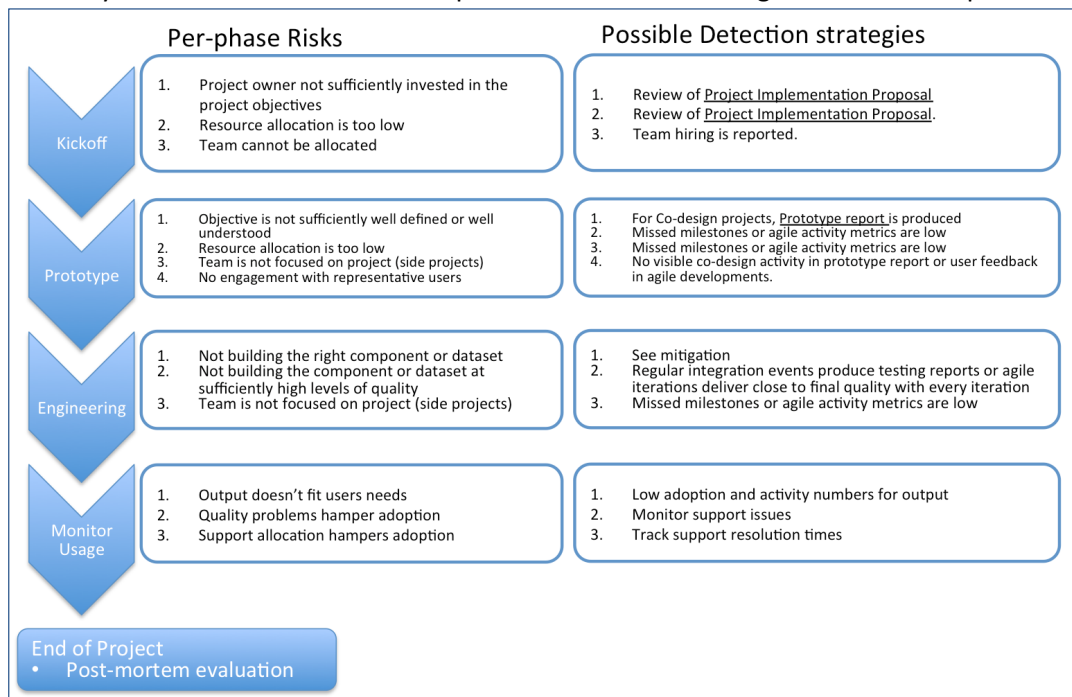 Per-phase Risks
Possible Detection strategies
Kickoff
1. Project owner not sufficiently invested in the
project objectives
2. Resource allocation is too low
3. Team cannot be allocated
1. Review of Project Implementation Proposal
2. Review of Project Implementation Proposal.
3. Team hiring is reported.
Prototype
1. Objective is not sufficiently well defined or well
understood
2. Resource allocation is too low
3. Team is not focused on project (side projects)
4. No engagement with representative users
1. For Co-design projects, Prototype report is produced
2. Missed milestones or agile activity metrics are low
3. Missed milestones or agile activity metrics are low
4. No visible co-design activity in prototype report or user feedback
in agile developments.
Engineering
1. Not building the right component or dataset
2. Not building the component or dataset at
sufficiently high levels of quality
3. Team is not focused on project (side projects)
1. See mitigation
2. Regular integration events produce testing reports or agile
iterations deliver close to final quality with every iteration
3. Missed milestones or agile activity metrics are low
Monitor
Usage
1. Output doesn't fit users needs
2. Quality problems hamper adoption
3. Support allocation hampers adoption
1. Low adoption and activity numbers for output
2. Monitor support issues
3. Track support resolution times
End of Project
• Post-mortem evaluation